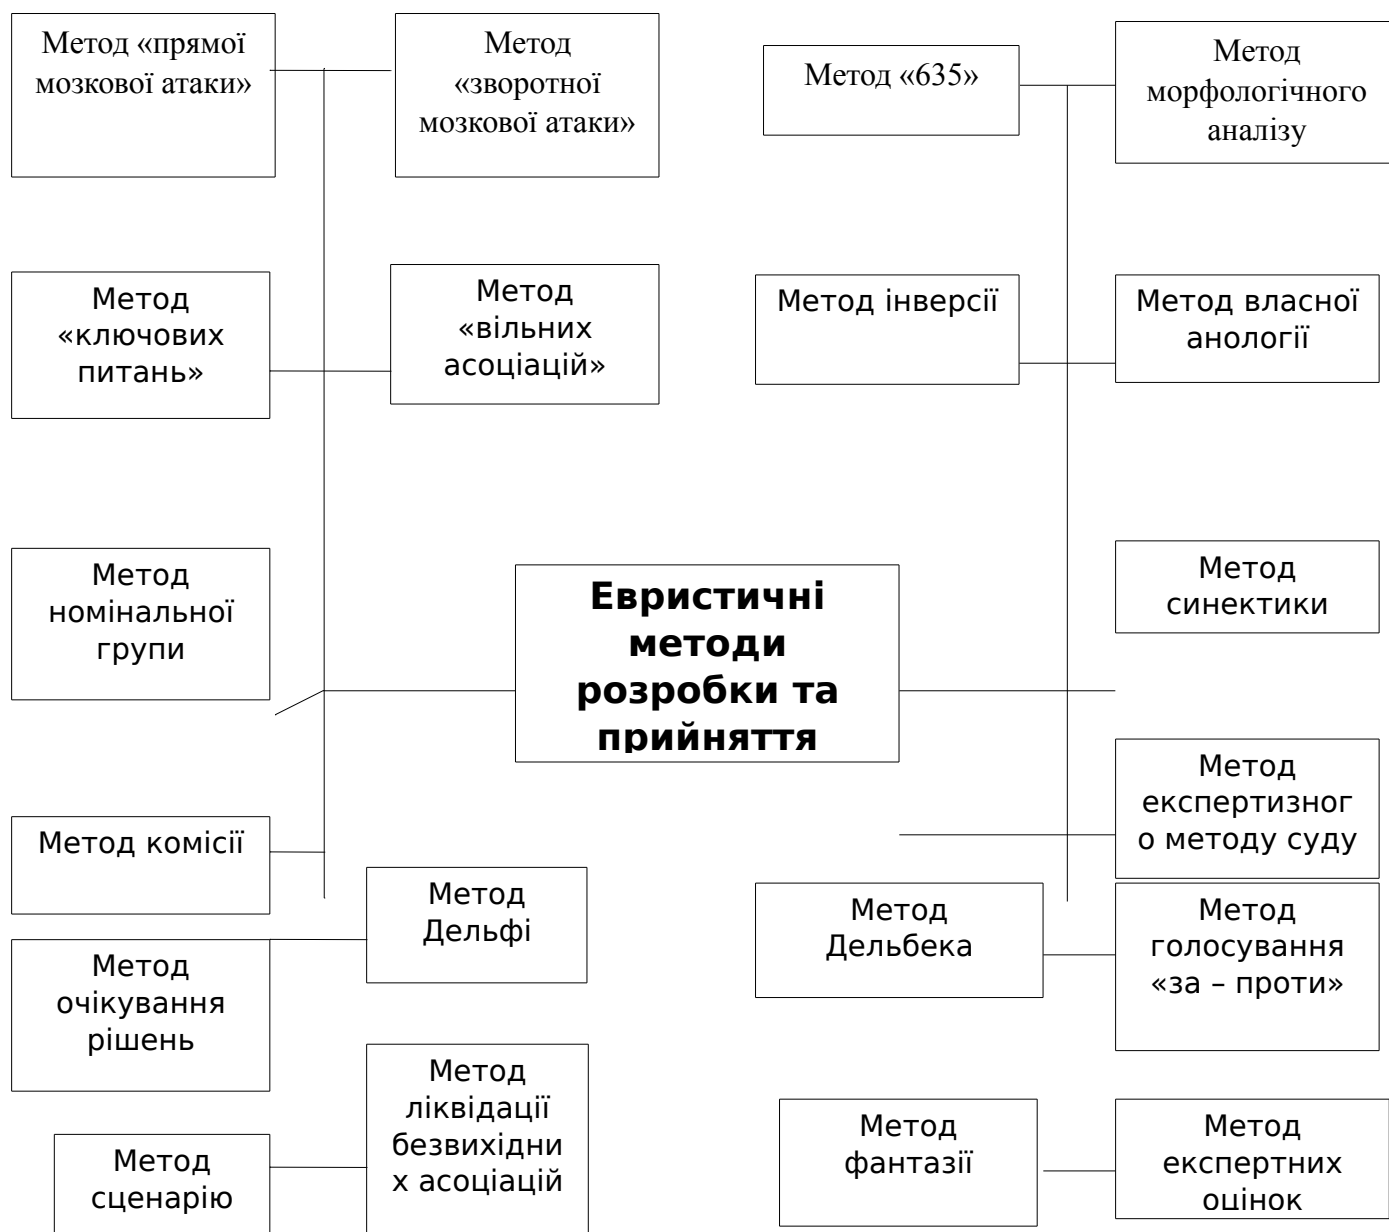 Метод «прямої
мозкової атаки»
Метод
«зворотної
мозкової атаки»
Метод «635»
Метод
морфологічного
аналізу
Метод
«ключових
питань»
Метод
«вільних
асоціацій»
Метод інверсії
Метод власної
анології
Метод
номінальної
групи
Евристичні
методи
розробки та
прийняття
Метод
синектики
Метод
експертизног
о методу суду
Метод комісії
Метод
Дельфі
Метод
Дельбека
Метод
голосування
«за – проти»
Метод
очікування
рішень
Метод
ліквідації
безвихідни
х асоціацій
Метод
сценарію
Метод
фантазії
Метод
експертних
оцінок